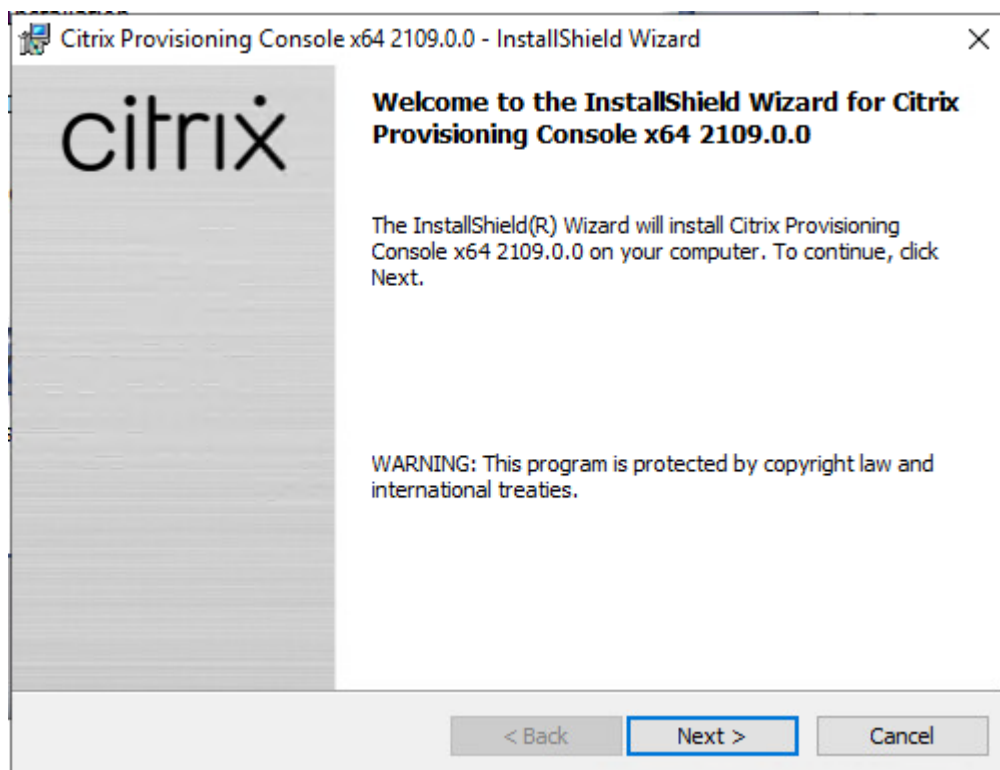 Installation
Citrix Provisioning Console x64 2109.0.0 - InstallShield Wizard
citrix
Welcome to the InstallShield Wizard for Citrix
Provisioning Console x64 2109.0.0
The InstallShield(R) Wizard will install Citrix Provisioning
Console x64 2109.0.0 on your computer. To continue, click
Next.
WARNING: This program is protected by copyright law and
international treaties.
< Back
Next >
Cancel